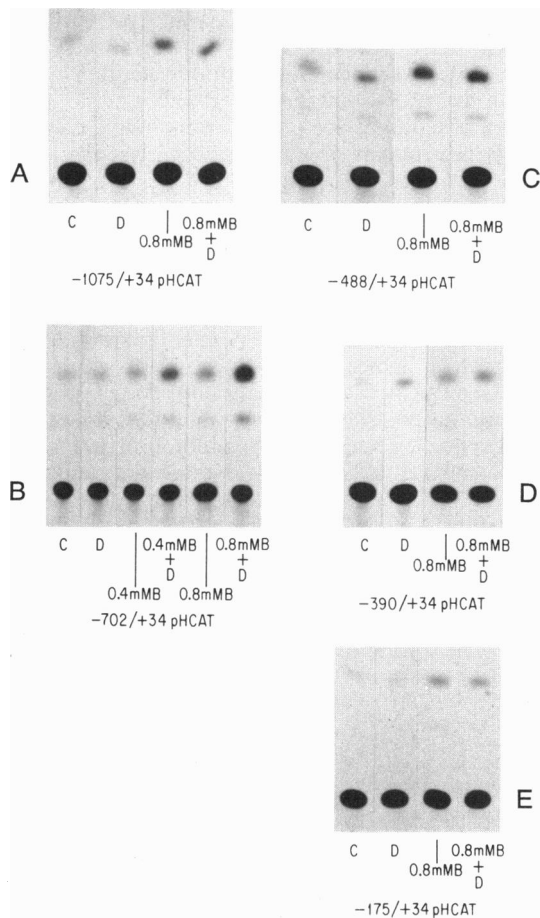 A
C D 0.8mMB 0.8mMB + D
-1075/+34 pHCAT
C
C D 0.8mMB 0.8mMB + D
-488/+34 pHCAT
B
C D 0.4mMB 0.4mMB + D 0.8mMB 0.8mMB + D
-702/+34 pHCAT
D
C D 0.8mMB 0.8mMB + D
-390/+34 pHCAT
E
C D 0.8mMB 0.8mMB + D
-175/+34 pHCAT